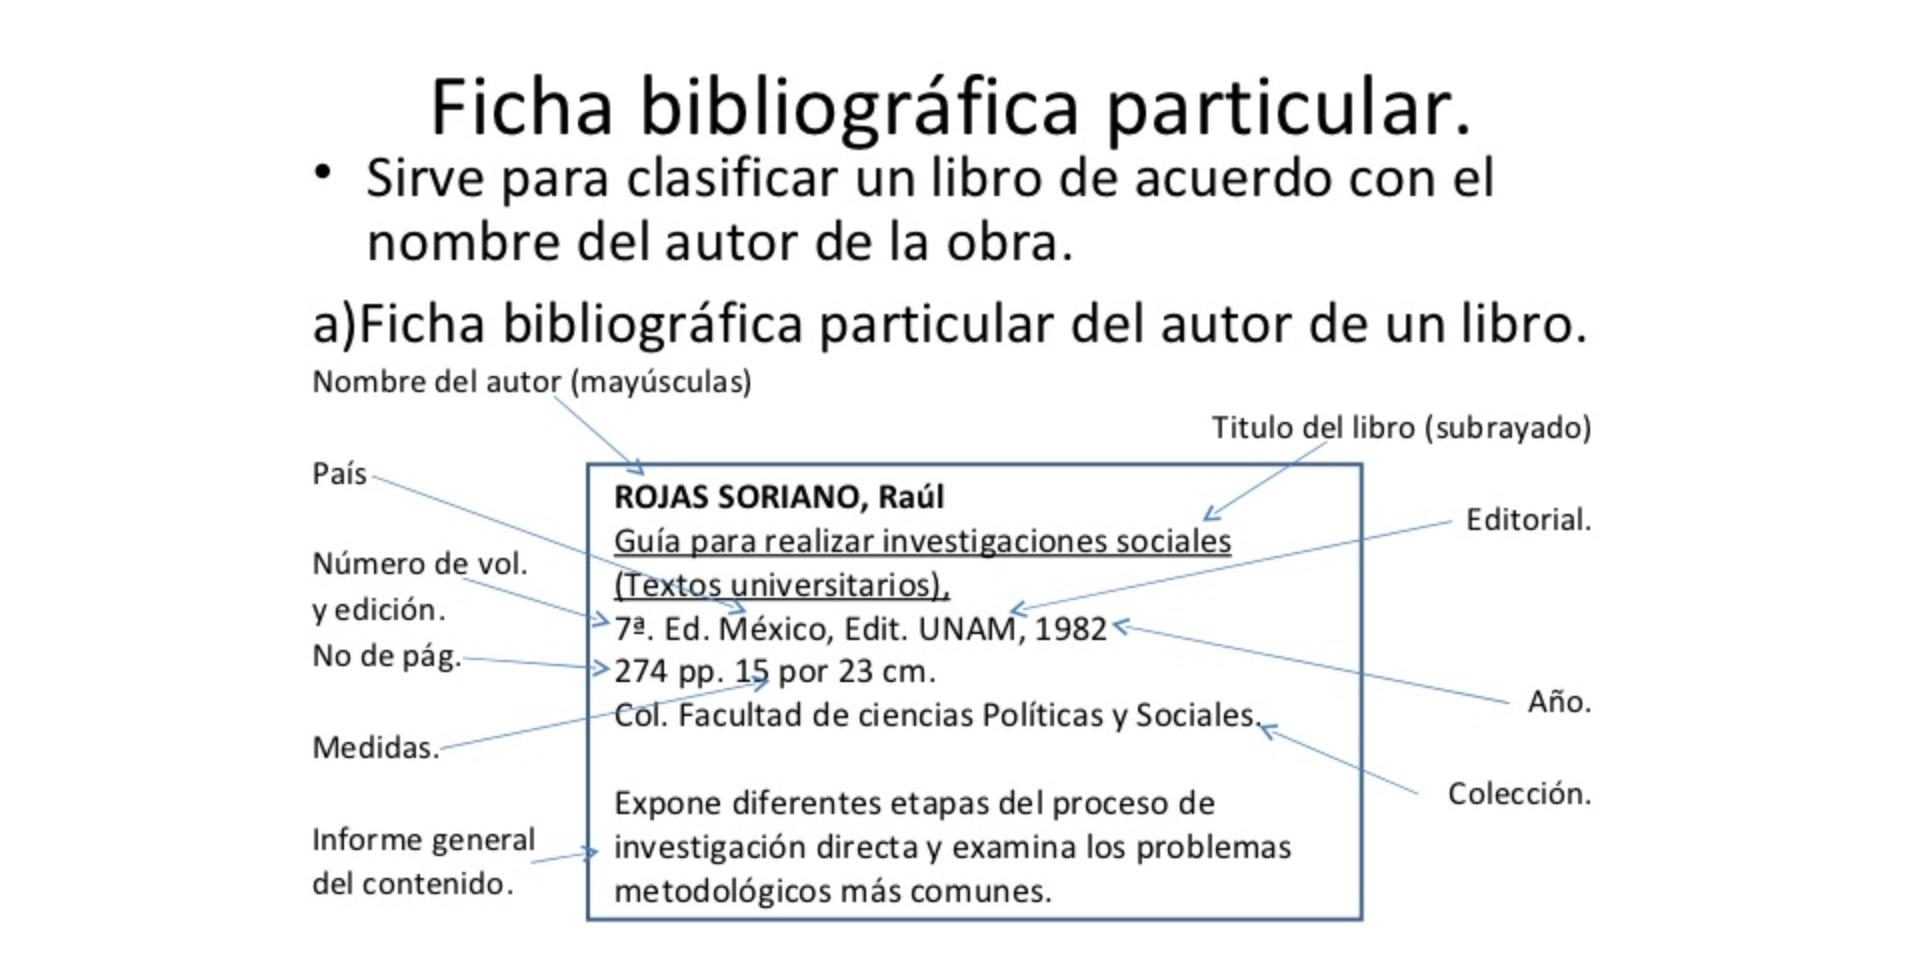 Ficha bibliográfica particular.
• Sirve para clasificar un libro de acuerdo con el
nombre del autor de la obra.
a)Ficha bibliográfica particular del autor de un libro.
Nombre del autor (mayúsculas)
Titulo del libro (subrayado)
País
ROJAS SORIANO, Raúl
Editorial.
Guía para realizar investigaciones sociales
Número de vol.
(Textos universitarios),
y edición.
7ª. Ed. México, Edit. UNAM, 1982
No de pág.
274 pp. 15 por 23 cm.
Año.
Col. Facultad de ciencias Políticas y Sociales.
Medidas.
Colección.
Expone diferentes etapas del proceso de
Informe general
investigación directa y examina los problemas
del contenido.
metodológicos más comunes.